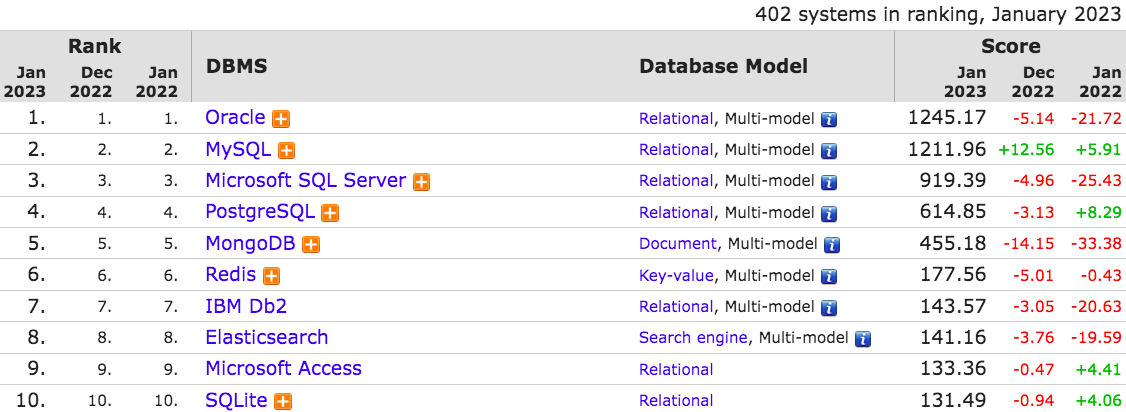 402 systems in ranking, January 2023
Rank DBMS Database Model Score
Jan 2023 Dec 2022 Jan 2022 Jan 2023 Dec 2022 Jan 2022
1. 1. 1. Oracle Relational, Multi-model 1245.17 -5.14 -21.72
2. 2. 2. MySQL Relational, Multi-model 1211.96 +12.56 +5.91
3. 3. 3. Microsoft SQL Server Relational, Multi-model 919.39 -4.96 -25.43
4. 4. 4. PostgreSQL Relational, Multi-model 614.85 -3.13 +8.29
5. 5. 5. MongoDB Document, Multi-model 455.18 -14.15 -33.38
6. 6. 6. Redis Key-value, Multi-model 177.56 -5.01 -0.43
7. 7. 7. IBM Db2 Relational, Multi-model 143.57 -3.05 -20.63
8. 8. 8. Elasticsearch Search engine, Multi-model 141.16 -3.76 -19.59
9. 9. 9. Microsoft Access Relational 133.36 -0.47 +4.41
10. 10. 10. SQLite Relational 131.49 -0.94 +4.06